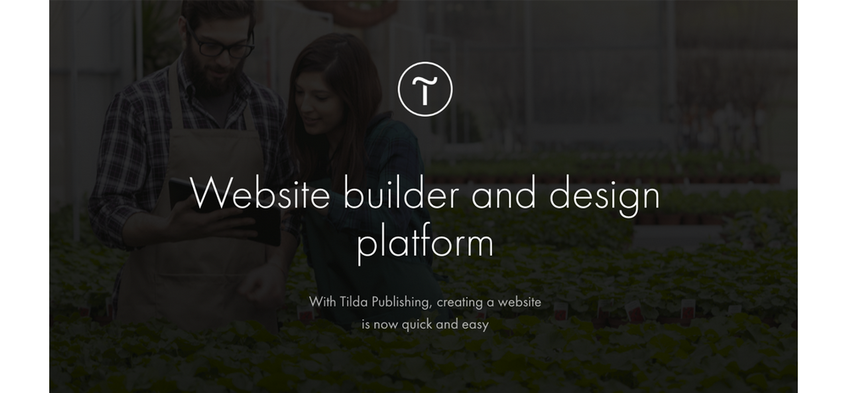 Website builder and design
platform
With Tilda Publishing, creating a website
is now quick and easy